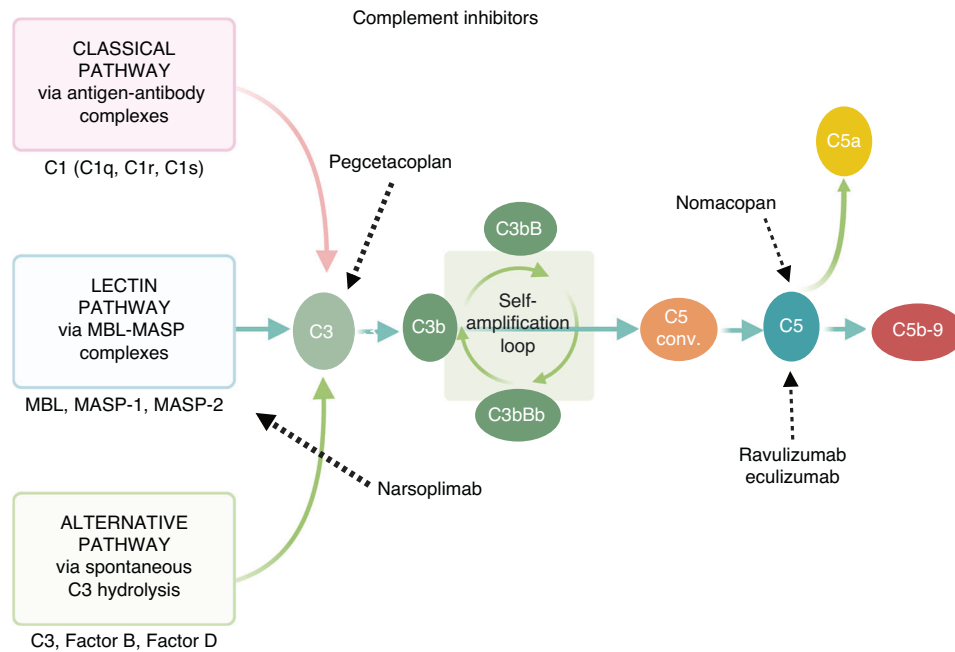 Complement inhibitors
CLASSICAL
PATHWAY
via antigen-antibody
complexes
C1 (C1q, C1r, C1s)
Pegcetacoplan
LECTIN
PATHWAY
via MBL-MASP
complexes
MBL, MASP-1, MASP-2
Narsoplimab
ALTERNATIVE
PATHWAY
via spontaneous
C3 hydrolysis
C3, Factor B, Factor D
C3
C3b
C3bB
Self-
amplification
loop
C3bBb
C5
conv.
Nomacopan
C5
C5a
C5b-9
Ravulizumab
eculizumab